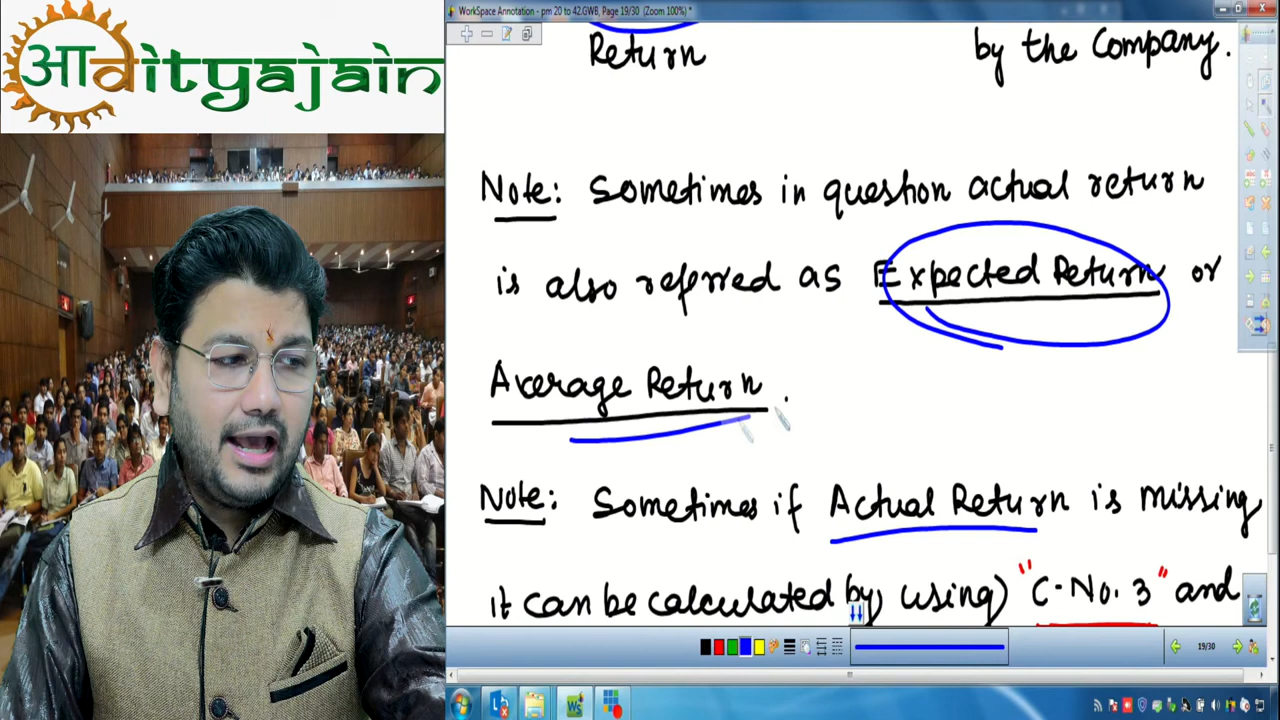 WorkSpace Annotation - pm 20 to 42.GWB, Page 19/30 (Zoom 100%) *
आdityajain
Return by the Company.
Note: Sometimes in question actual return
is also referred as Expected Return or
Average Return.
Note: Sometimes if Actual Return is missing
it can be calculated by using "C.No. 3" and
19/30